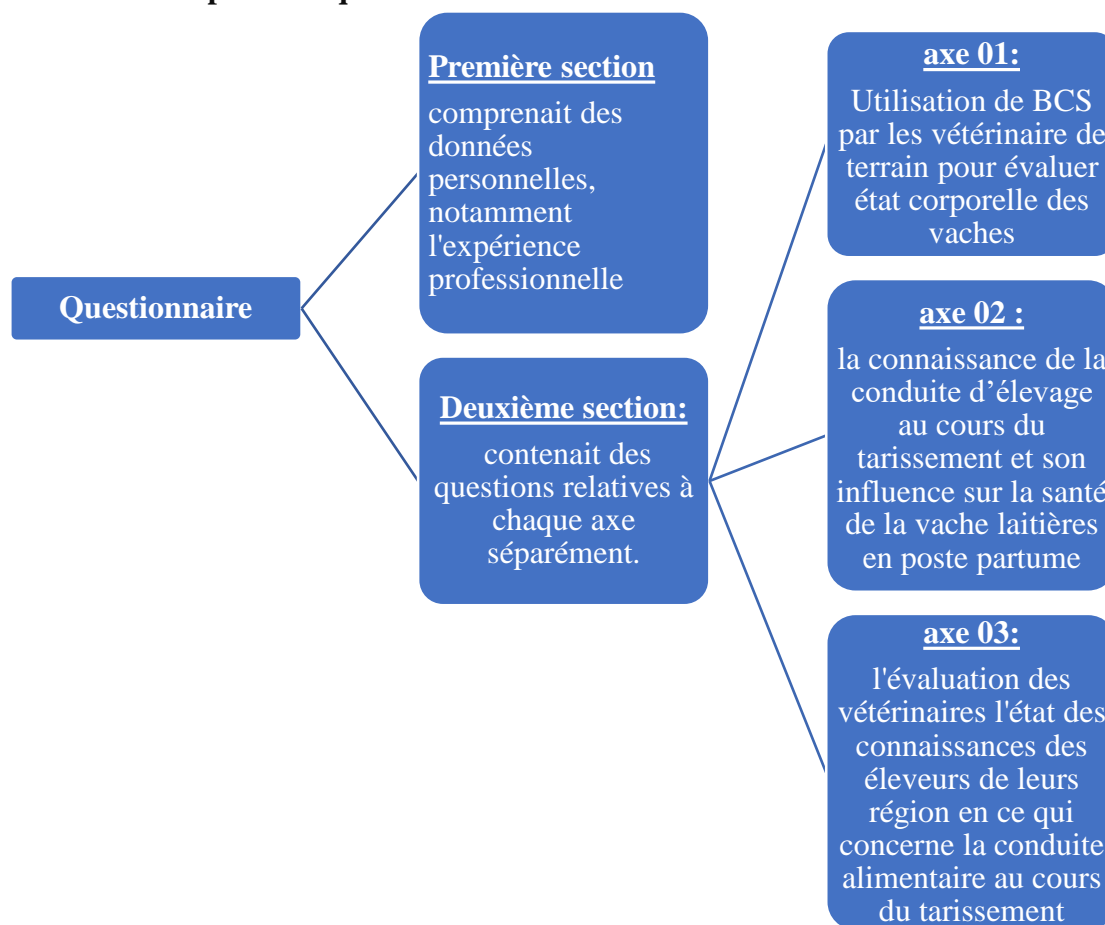 Première section
comprenait des
données
personnelles,
notamment
l'expérience
professionnelle
Questionnaire
Deuxième section:
contenait des
questions relatives à
chaque axe
séparément.
axe 01:
Utilisation de BCS
par les vétérinaire de
terrain pour évaluer
état corporelle des
vaches
axe 02 :
la connaissance de la
conduite d’élevage
au cours du
tarissement et son
influence sur la santé
de la vache laitières
en poste partume
axe 03:
l'évaluation des
vétérinaires l'état des
connaissances des
éleveurs de leurs
région en ce qui
concerne la conduite
alimentaire au cours
du tarissement